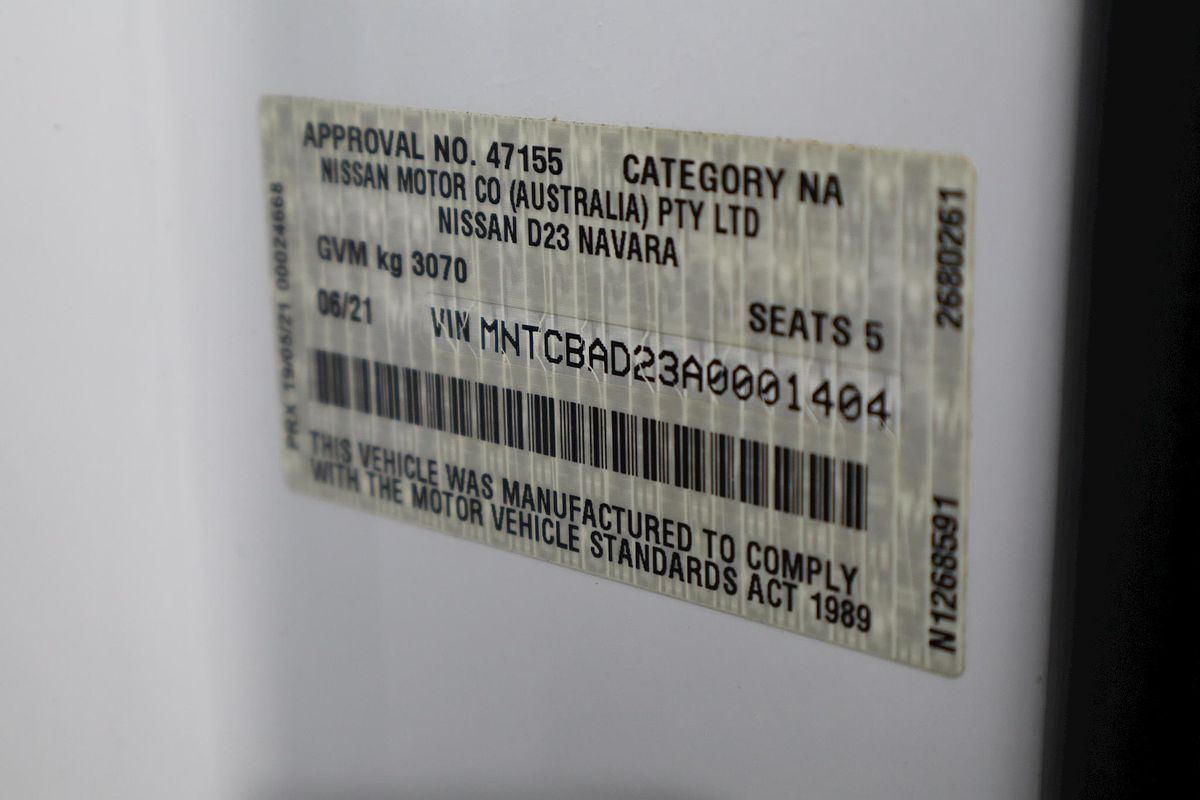 APPROVAL NO. 47155 CATEGORY NA
NISSAN MOTOR CO (AUSTRALIA) PTY LTD
NISSAN D23 NAVARA
GVM kg 3070 SEATS 5
06/21 VIN MNTCBAD23A0001404
THIS VEHICLE WAS MANUFACTURED TO COMPLY
WITH THE MOTOR VEHICLE STANDARDS ACT 1989
PRX 19/05/21 00024668
2680261
N1268591